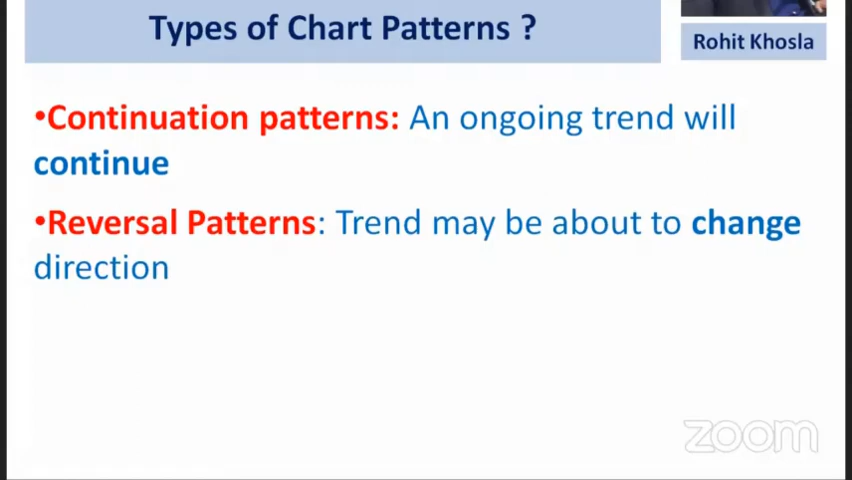 Types of Chart Patterns ?
Rohit Khosla
•Continuation patterns: An ongoing trend will
continue
•Reversal Patterns: Trend may be about to change
direction
zoom